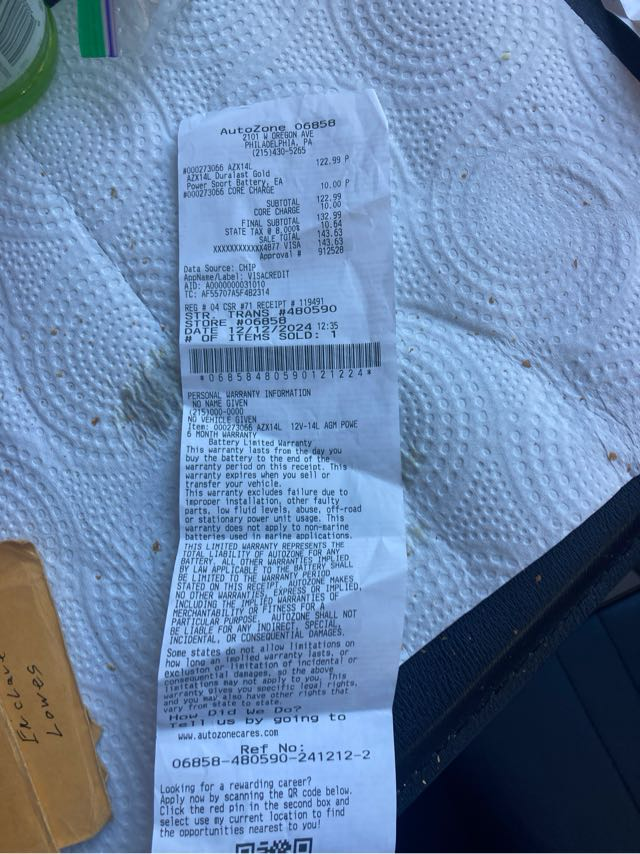 AutoZone 06858
2101 W OREGON AVE
PHILADELPHIA, PA
(215)430-5265
#000273066 AZX14L 122.99 P
AZX14L Duralast Gold
Power Sport Battery, EA
#000273066 CORE CHARGE 10.00 P
SUBTOTAL 122.99
CORE CHARGE 10.00
FINAL SUBTOTAL 132.99
STATE TAX @ 8.000% 10.64
SALE TOTAL 143.63
XXXXXXXXXXXX4877 VISA 143.63
Approval # 912528
Data Source: CHIP
AppName/Label: VISACREDIT
AID: A0000000031010
TC: AF55707A5F4B2314
REG # 04 CSR #71 RECEIPT # 119491
STR. TRANS #480590
STORE #06858
DATE 12/12/2024 12:35
# OF ITEMS SOLD: 1
*06858480590121224*
PERSONAL WARRANTY INFORMATION
NO NAME GIVEN
(215)000-0000
NO VEHICLE GIVEN
Item: 000273066 AZX14L 12V-14L AGM POWE
6 MONTH WARRANTY
Battery Limited Warranty
This warranty lasts from the day you
buy the battery to the end of the
warranty period on this receipt. This
warranty expires when you sell or
transfer your vehicle.
This warranty excludes failure due to
improper installation, other faulty
parts, low fluid levels, abuse, off-road
or stationary power unit usage. This
warranty does not apply to non-marine
batteries used in marine applications.
THIS LIMITED WARRANTY REPRESENTS THE
TOTAL LIABILITY OF AUTOZONE FOR ANY
BATTERY. ALL OTHER WARRANTIES IMPLIED
BY LAW APPLICABLE TO THE BATTERY SHALL
BE LIMITED TO THE WARRANTY PERIOD
STATED ON THIS RECEIPT. AUTOZONE MAKES
NO OTHER WARRANTIES, EXPRESS OR IMPLIED,
INCLUDING THE IMPLIED WARRANTIES OF
MERCHANTABILITY OR FITNESS FOR A
PARTICULAR PURPOSE. AUTOZONE SHALL NOT
BE LIABLE FOR ANY INDIRECT, SPECIAL,
INCIDENTAL, OR CONSEQUENTIAL DAMAGES.
Some states do not allow limitations on
how long an implied warranty lasts, or
exclusion or limitation of incidental or
consequential damages, so the above
limitations may not apply to you. This
warranty gives you specific legal rights,
and you may also have other rights that
vary from state to state.
How Did We Do?
Tell us by going to
www.autozonecares.com
Ref No:
06858-480590-241212-2
Looking for a rewarding career?
Apply now by scanning the QR code below.
Click the red pin in the second box and
select use my current location to find
the opportunities nearest to you!
Enclave
Lowes